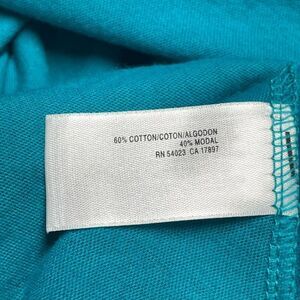 60% COTTON/COTON/ALGODON
40% MODAL
RN 54023 CA 17897